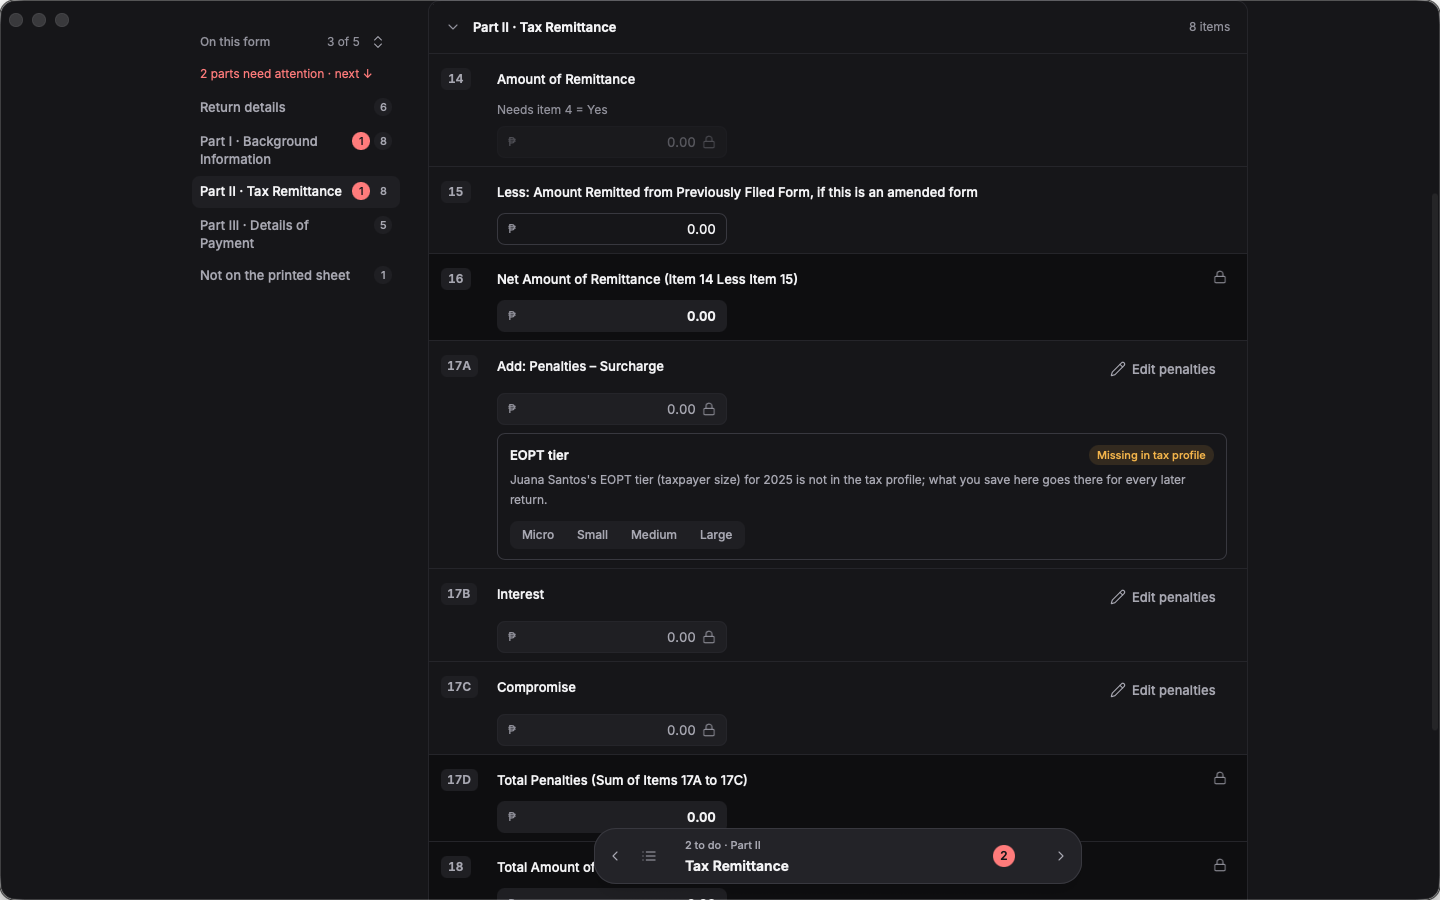 On this form
3 of 5
2 parts need attention · next ↓
Return details
6
Part I · Background Information
1
8
Part II · Tax Remittance
1
8
Part III · Details of Payment
5
Not on the printed sheet
1
Part II · Tax Remittance
8 items
14
Amount of Remittance
Needs item 4 = Yes
₱
0.00
15
Less: Amount Remitted from Previously Filed Form, if this is an amended form
₱
0.00
16
Net Amount of Remittance (Item 14 Less Item 15)
₱
0.00
17A
Add: Penalties – Surcharge
Edit penalties
₱
0.00
EOPT tier
Missing in tax profile
Juana Santos's EOPT tier (taxpayer size) for 2025 is not in the tax profile; what you save here goes there for every later
return.
Micro
Small
Medium
Large
17B
Interest
Edit penalties
₱
0.00
17C
Compromise
Edit penalties
₱
0.00
17D
Total Penalties (Sum of Items 17A to 17C)
₱
0.00
18
Total Amount of
2 to do · Part II
Tax Remittance
2